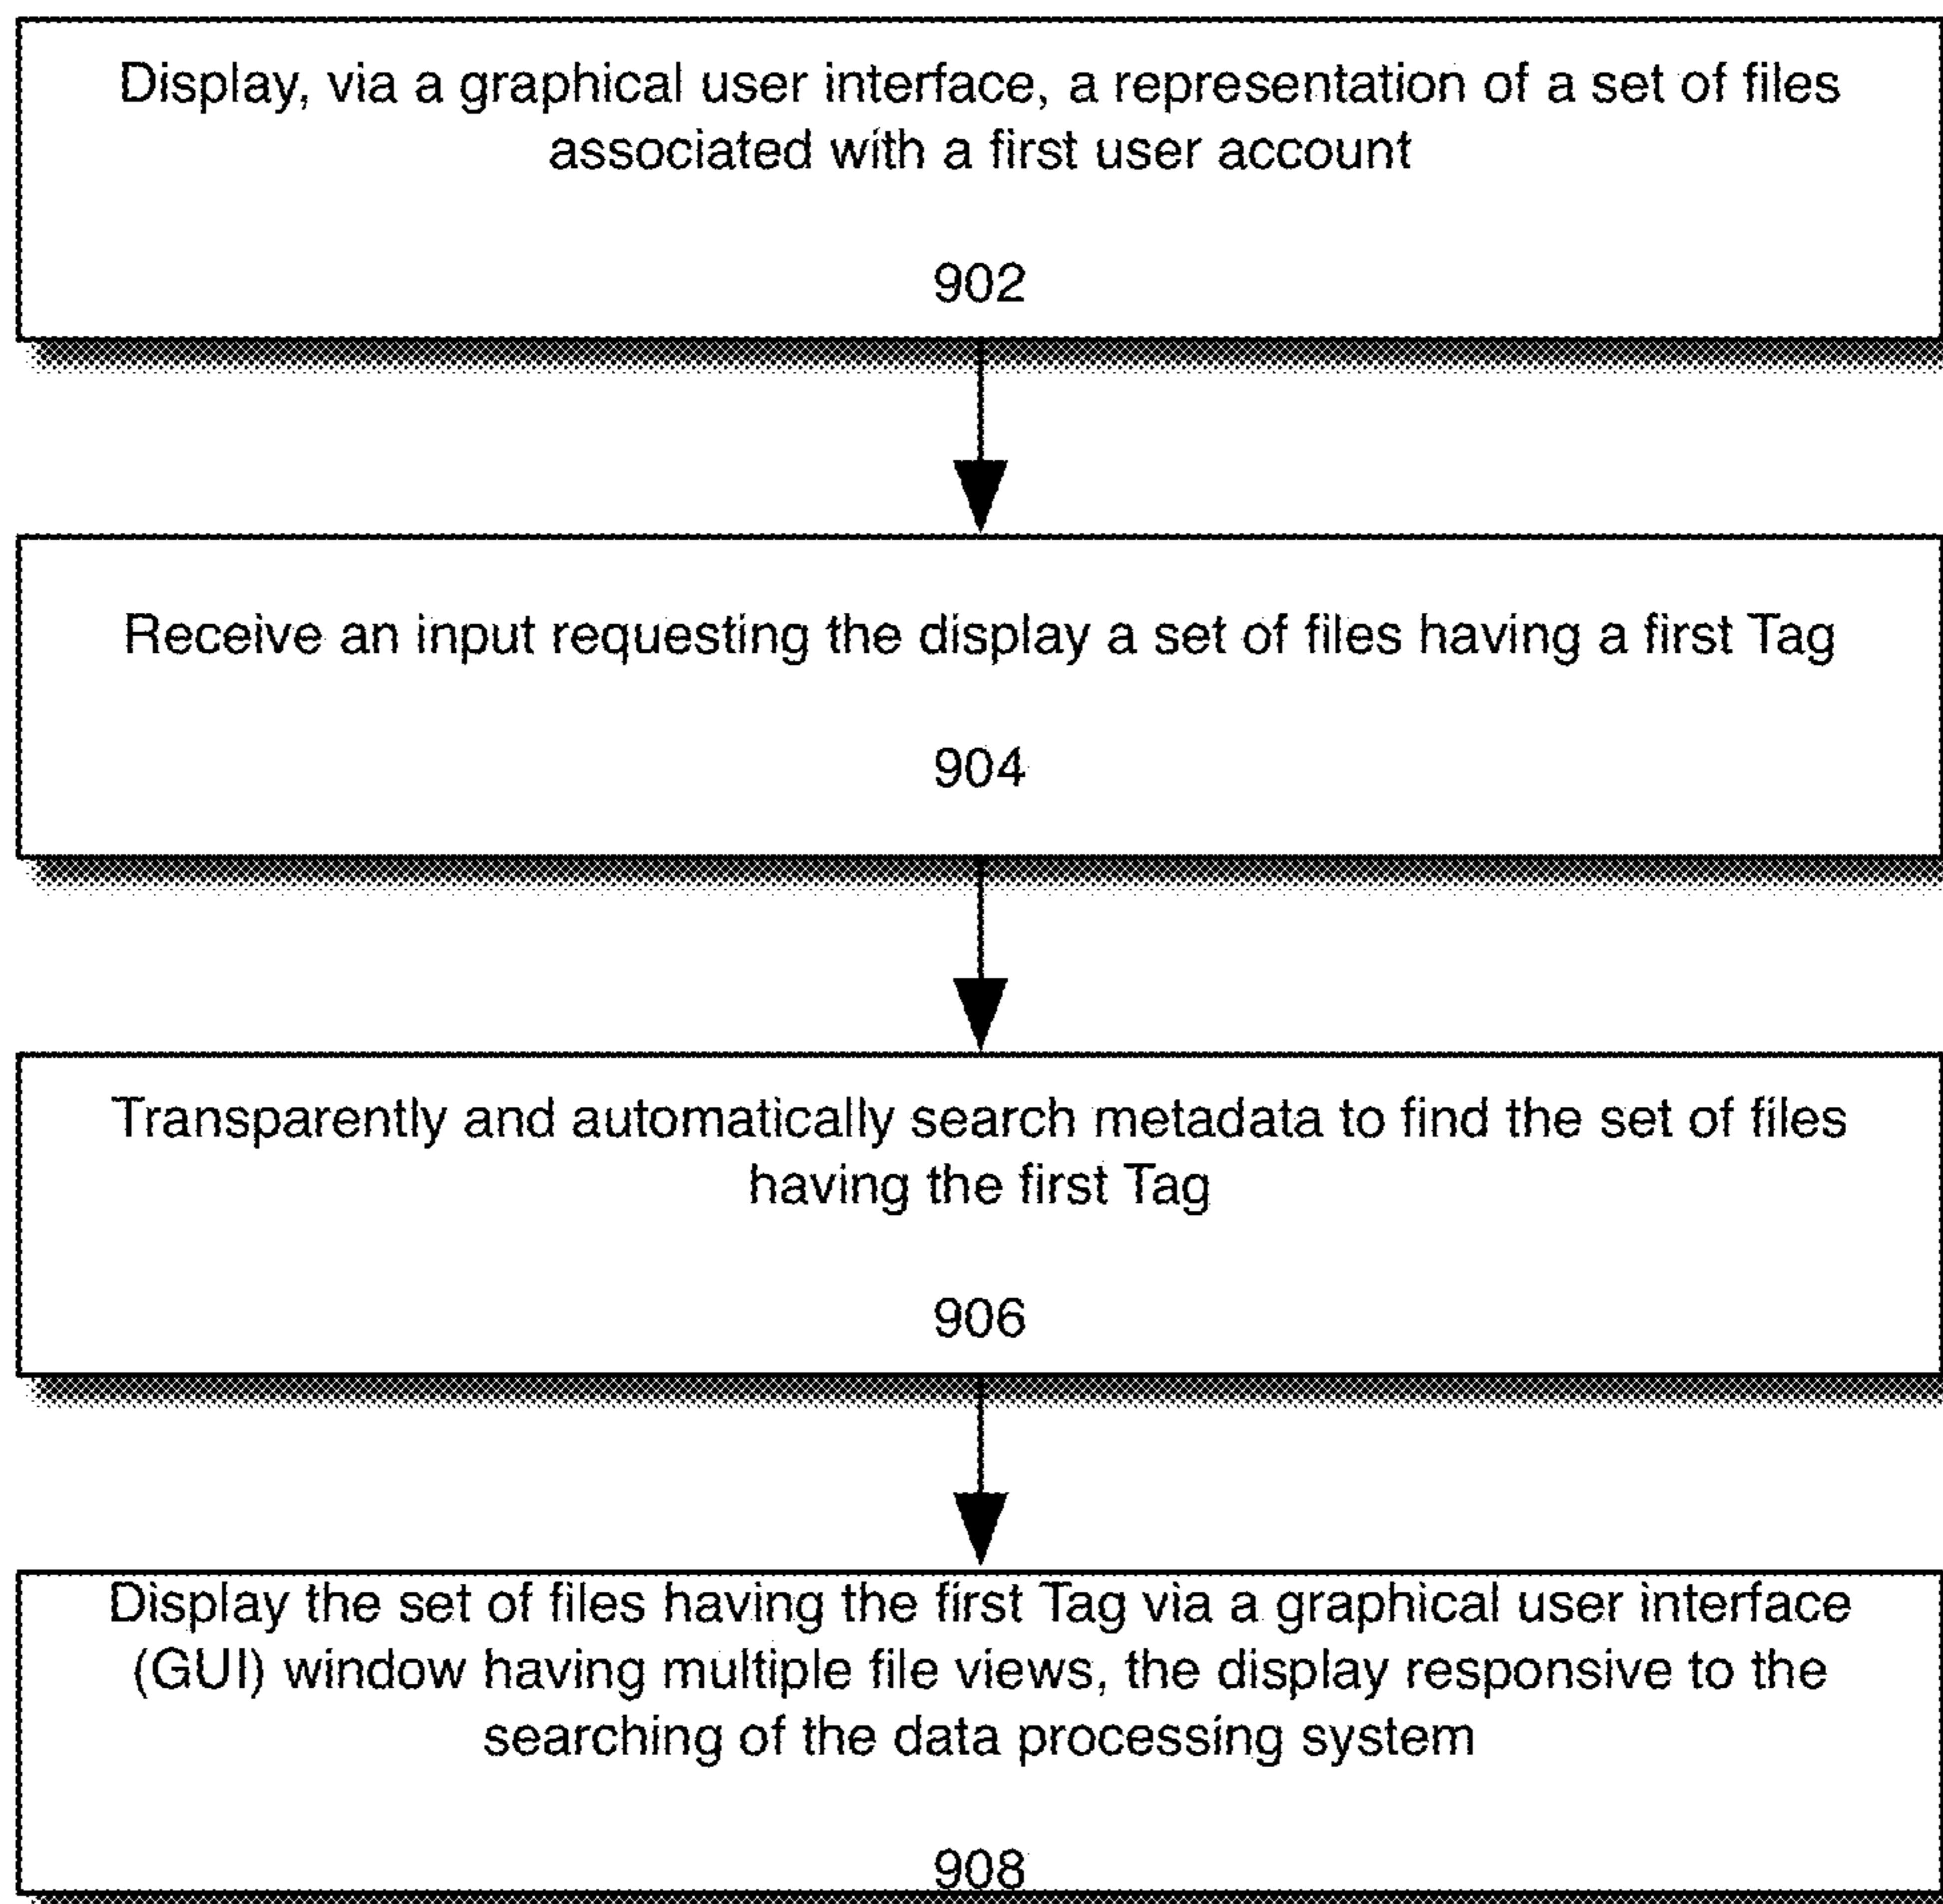 Display, via a graphical user interface, a representation of a set of files
associated with a first user account
902
Receive an input requesting the display a set of files having a first Tag
904
Transparently and automatically search metadata to find the set of files
having the first Tag
906
Display the set of files having the first Tag via a graphical user interface
(GUI) window having multiple file views, the display responsive to the
searching of the data processing system
908